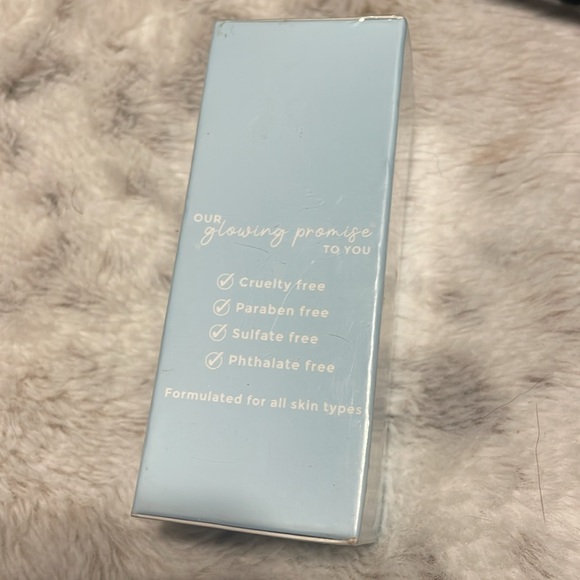 OUR
glowing promise
TO YOU
Cruelty free
Paraben free
Sulfate free
Phthalate free
Formulated for all skin types